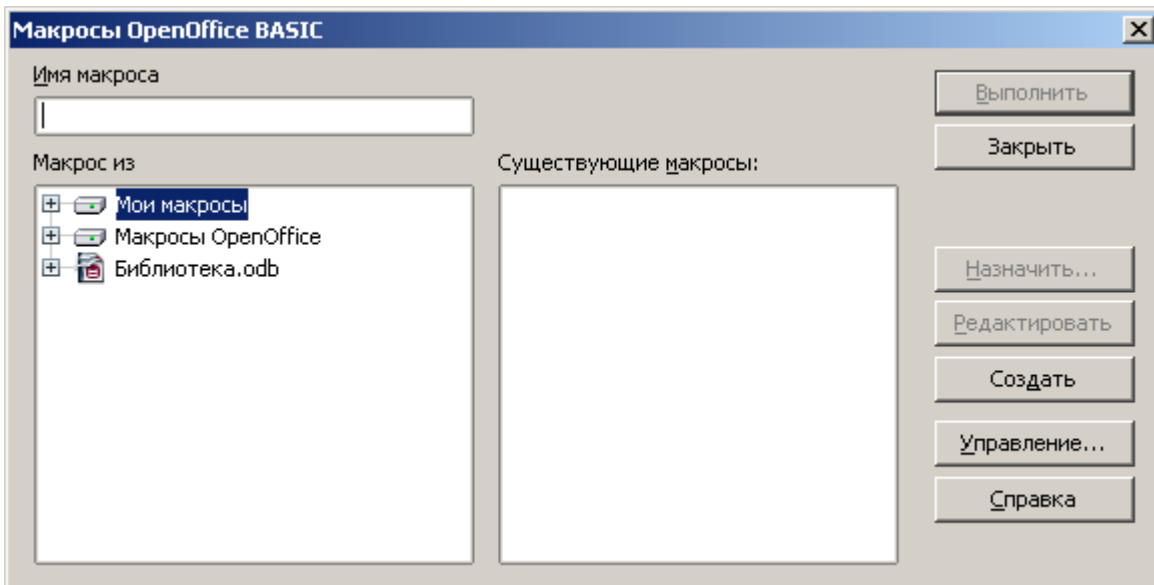 Макросы OpenOffice BASIC
Имя макроса
Выполнить
Закрыть
Макрос из
Существующие макросы:
Мои макросы
Макросы OpenOffice
Библиотека.odb
Назначить...
Редактировать
Создать
Управление...
Справка